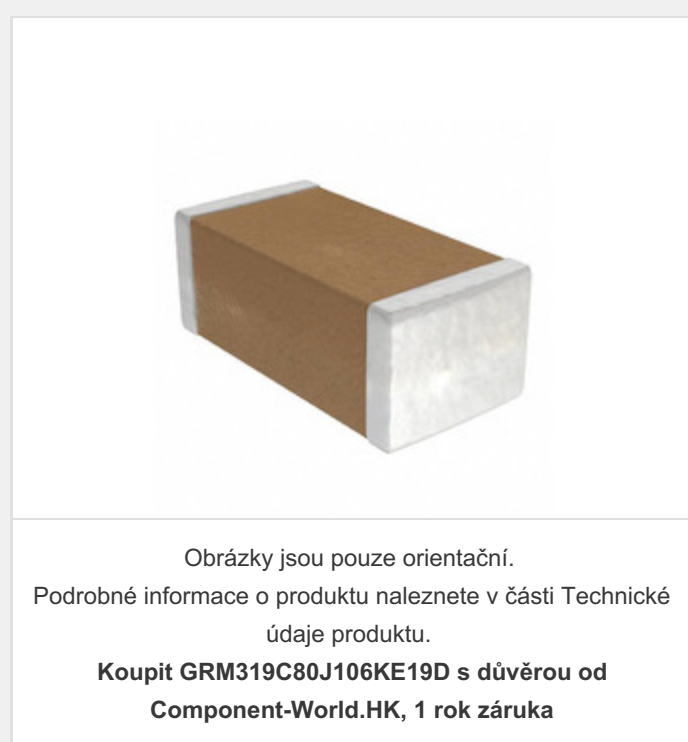 Obrázky jsou pouze orientační.
Podrobné informace o produktu naleznete v části Technické
údaje produktu.
Koupit GRM319C80J106KE19D s důvěrou od
Component-World.HK, 1 rok záruka